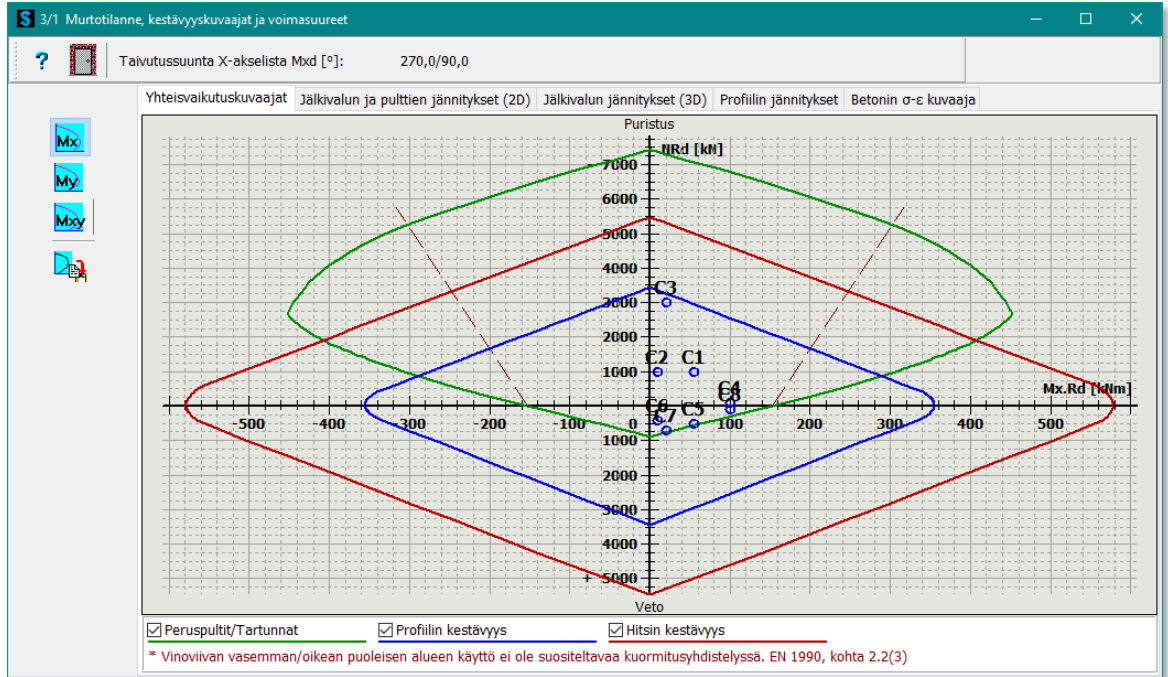 3/1 Murtotilanne, kestävyyskuvaajat ja voimasuureet
Taivutussuunta X-akselista Mxd [º]: 270,0/90,0
Yhteisvaikutuskuvaajat Jälkivalun ja pulttien jännitykset (2D) Jälkivalun jännitykset (3D) Profiilin jännitykset Betonin σ-ε kuvaaja
Mx
My
Mxy
Puristus
NRd [kN]
7000
6000
5000
4000
C3
3000
2000
C2 C1
1000
C4
Mx.Rd [kNm]
C5
-500 -400 -300 -200 -100 0 100 200 300 400 500
1000
2000
3000
4000
+ 5000
Veto
Peruspultit/Tartunnat Profiilin kestävyys Hitsin kestävyys
* Vinoviivan vasemman/oikean puoleisen alueen käyttö ei ole suositeltavaa kuormitusyhdistelyssä. EN 1990, kohta 2.2(3)